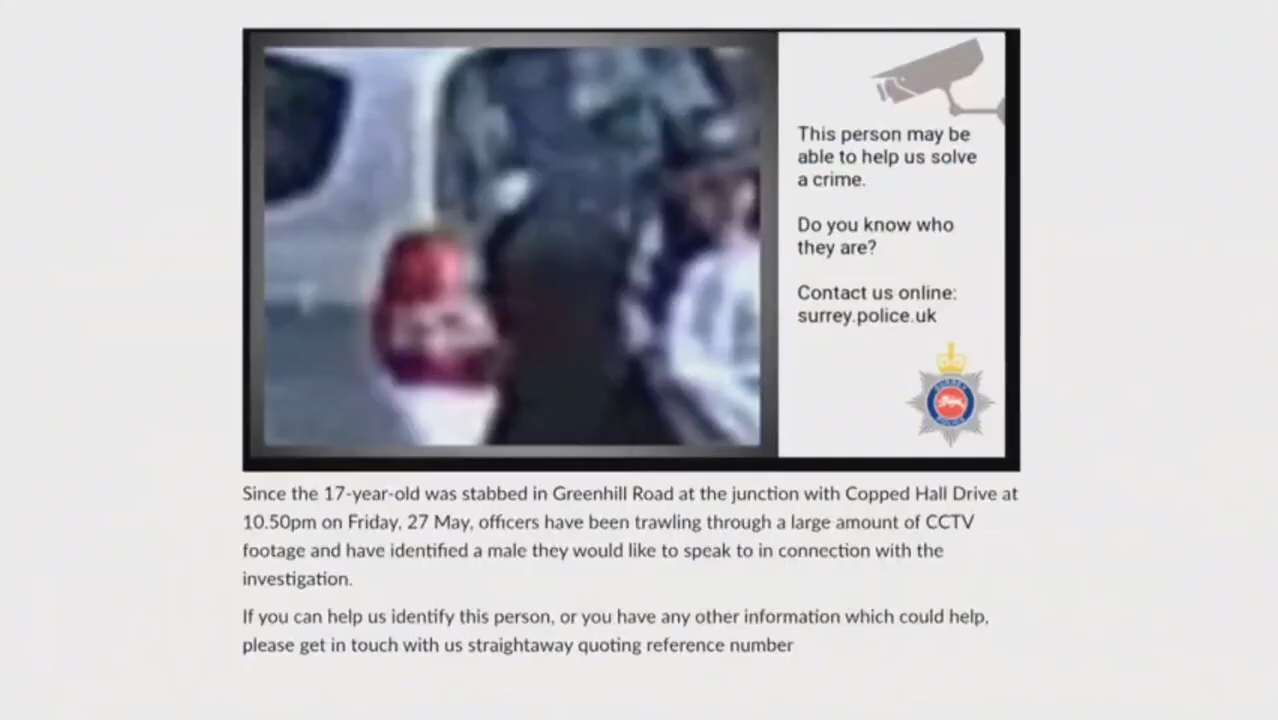 This person may be
able to help us solve
a crime.
Do you know who
they are?
Contact us online:
surrey.police.uk
SURREY
POLICE
Since the 17-year-old was stabbed in Greenhill Road at the junction with Copped Hall Drive at
10.50pm on Friday, 27 May, officers have been trawling through a large amount of CCTV
footage and have identified a male they would like to speak to in connection with the
investigation.
If you can help us identify this person, or you have any other information which could help,
please get in touch with us straightaway quoting reference number